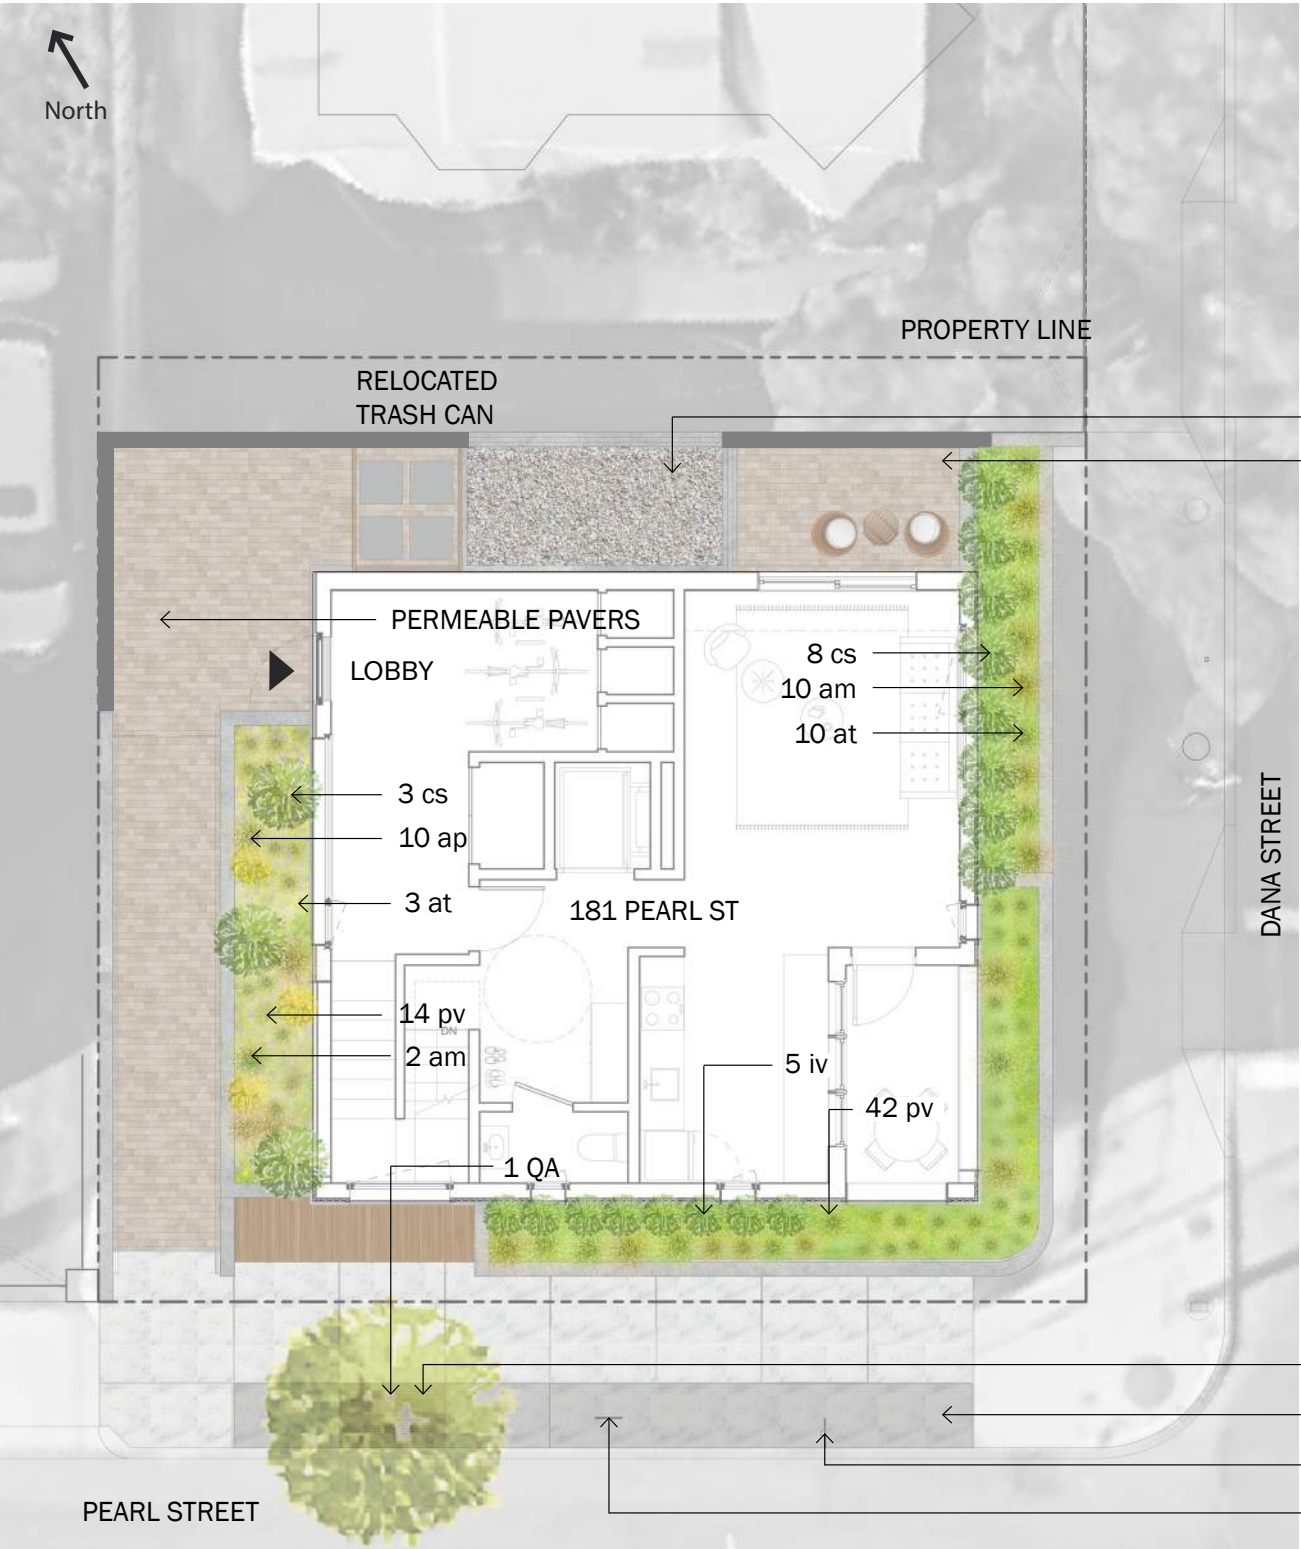 North
PROPERTY LINE
RELOCATED
TRASH CAN
PERMEABLE PAVERS
LOBBY
8 cs
10 am
10 at
3 cs
10 ap
3 at
181 PEARL ST
14 pv
DN
2 am
5 iv
42 pv
1 QA
DANA STREET
PEARL STREET